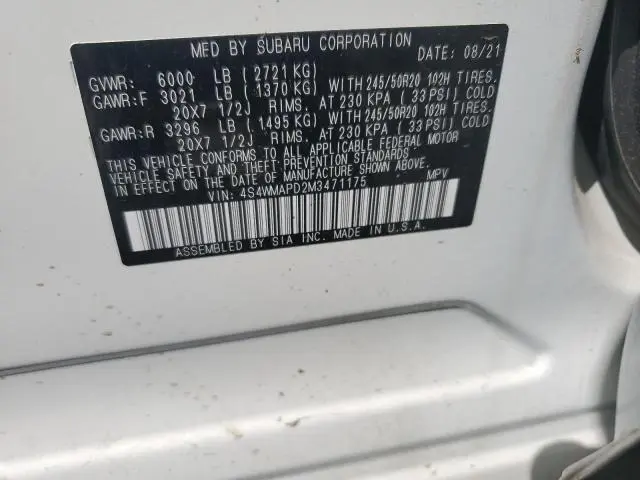 MFD BY SUBARU CORPORATION DATE: 08/21
GVWR: 6000 LB (2721 KG)
GAWR:F 3021 LB (1370 KG) WITH 245/50R20 102H TIRES.
20X7 1/2J RIMS. AT 230 KPA (33 PSI) COLD
GAWR:R 3296 LB (1495 KG) WITH 245/50R20 102H TIRES.
20X7 1/2J RIMS. AT 230 KPA (33 PSI) COLD
THIS VEHICLE CONFORMS TO ALL APPLICABLE FEDERAL MOTOR
VEHICLE SAFETY AND THEFT PREVENTION STANDARDS
IN EFFECT ON THE DATE OF MANUFACTURE SHOWN ABOVE.
VIN: 4S4WMAPD2M3471175 MPV
ASSEMBLED BY SIA INC. MADE IN U.S.A.